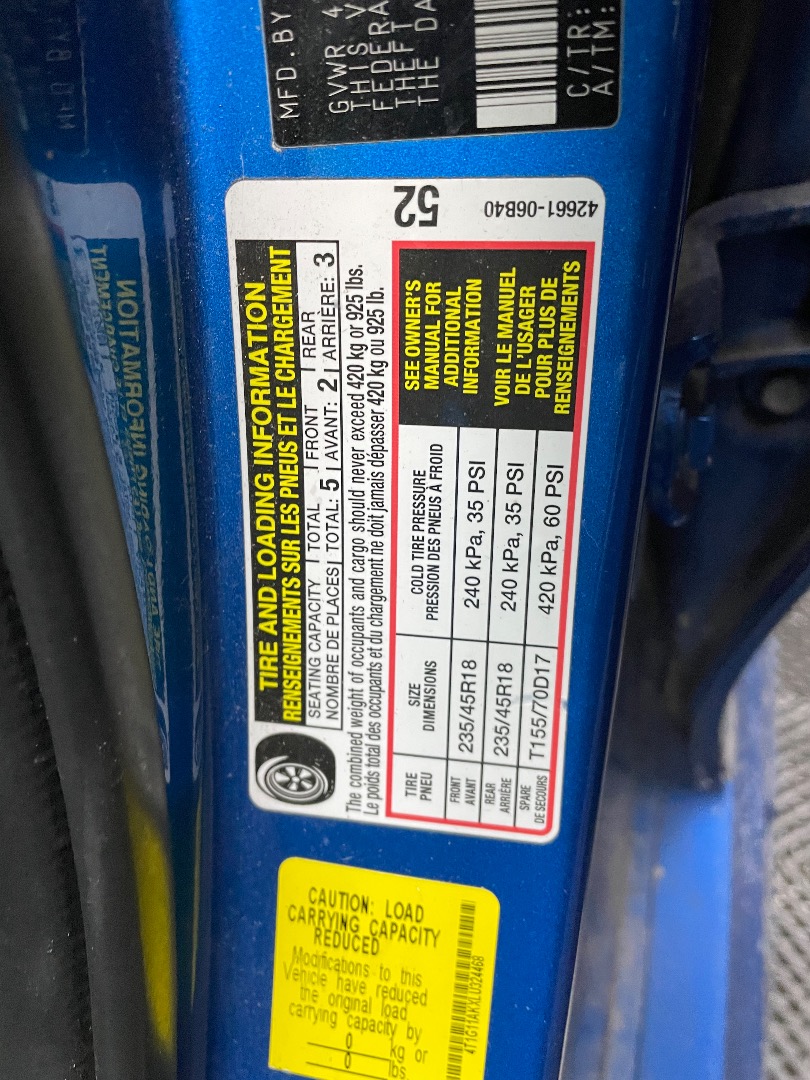 MFD.BY
GVWR 4
THIS V
FEDERA
THEFT
THE DA
C/TR:
A/TM:
52
42661-06B40
TIRE AND LOADING INFORMATION
RENSEIGNEMENTS SUR LES PNEUS ET LE CHARGEMENT
SEATING CAPACITY | TOTAL | FRONT | REAR
NOMBRE DE PLACES | TOTAL: 5 | AVANT: 2 | ARRIÈRE: 3
The combined weight of occupants and cargo should never exceed 420 kg or 925 lbs.
Le poids total des occupants et du chargement ne doit jamais dépasser 420 kg ou 925 lb.
TIRE SIZE COLD TIRE PRESSURE
PNEU DIMENSIONS PRESSION DES PNEUS À FROID
FRONT
AVANT 235/45R18 240 kPa, 35 PSI
REAR
ARRIÈRE 235/45R18 240 kPa, 35 PSI
SPARE
DE SECOURS T155/70D17 420 kPa, 60 PSI
SEE OWNER'S
MANUAL FOR
ADDITIONAL
INFORMATION
VOIR LE MANUEL
DE L'USAGER
POUR PLUS DE
RENSEIGNEMENTS
CAUTION: LOAD
CARRYING CAPACITY
REDUCED
Modifications to this
Vehicle have reduced
the original load
carrying capacity by
0 kg or
0 lbs.
4T1G11AKXLU324468